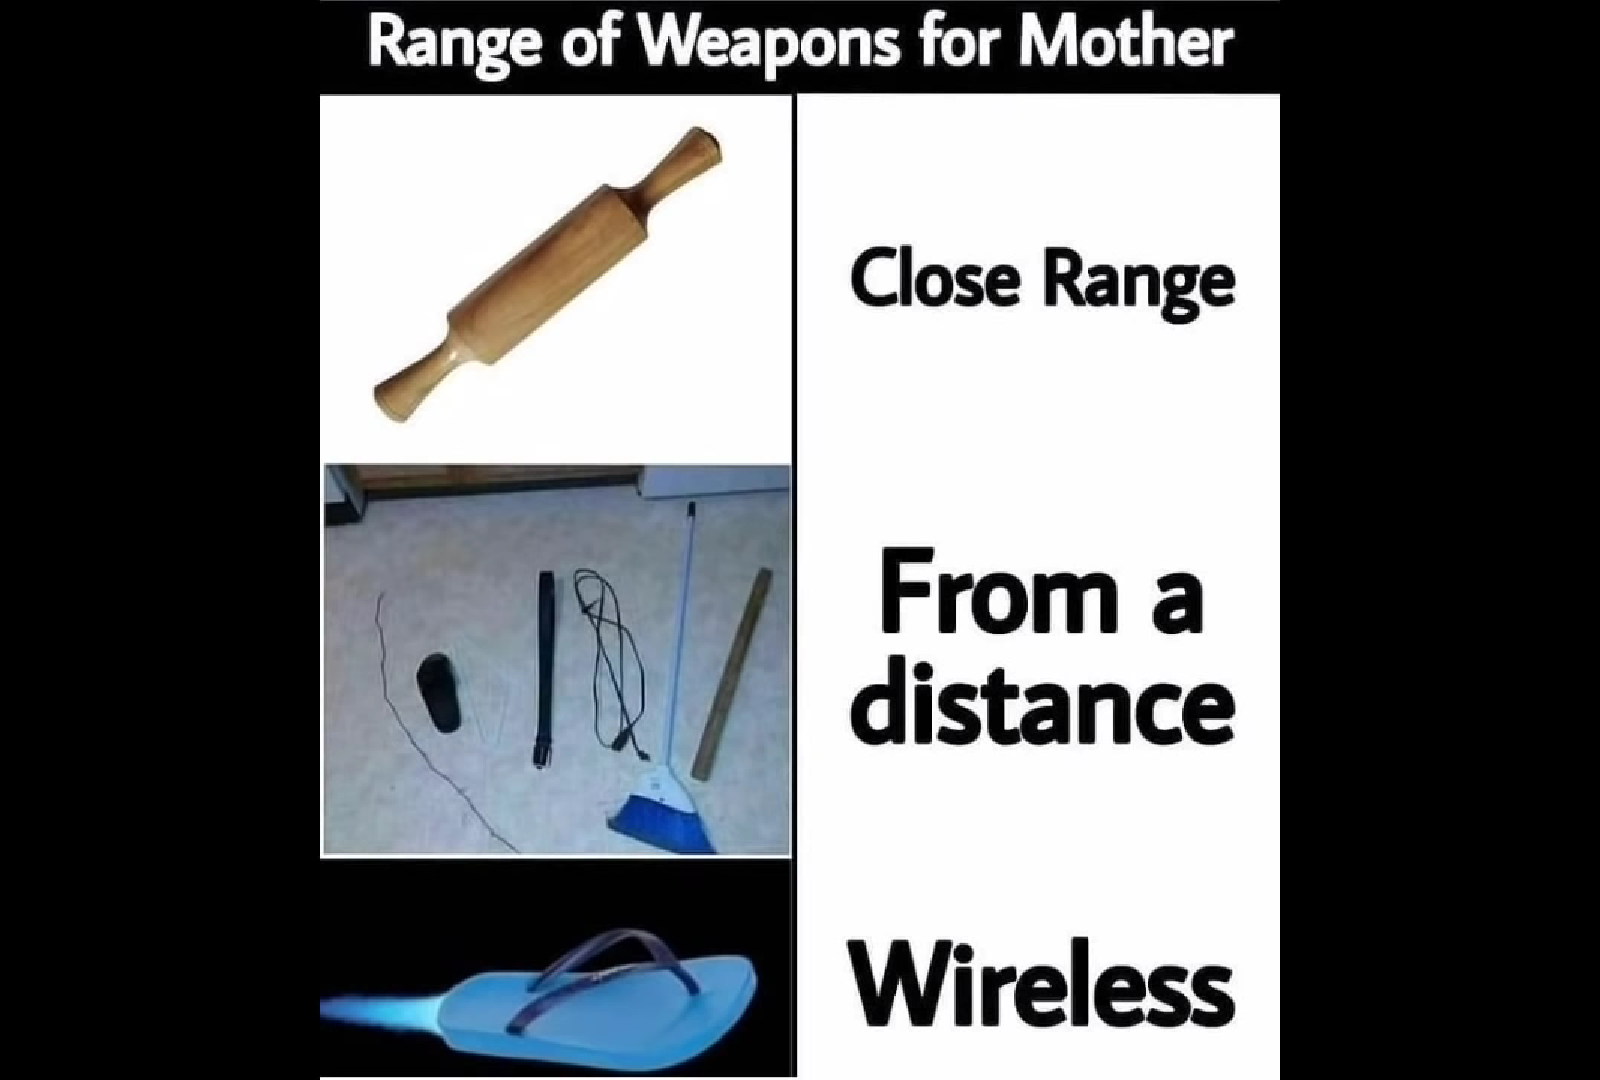 Range of Weapons for Mother
Close Range
From a
distance
Wireless